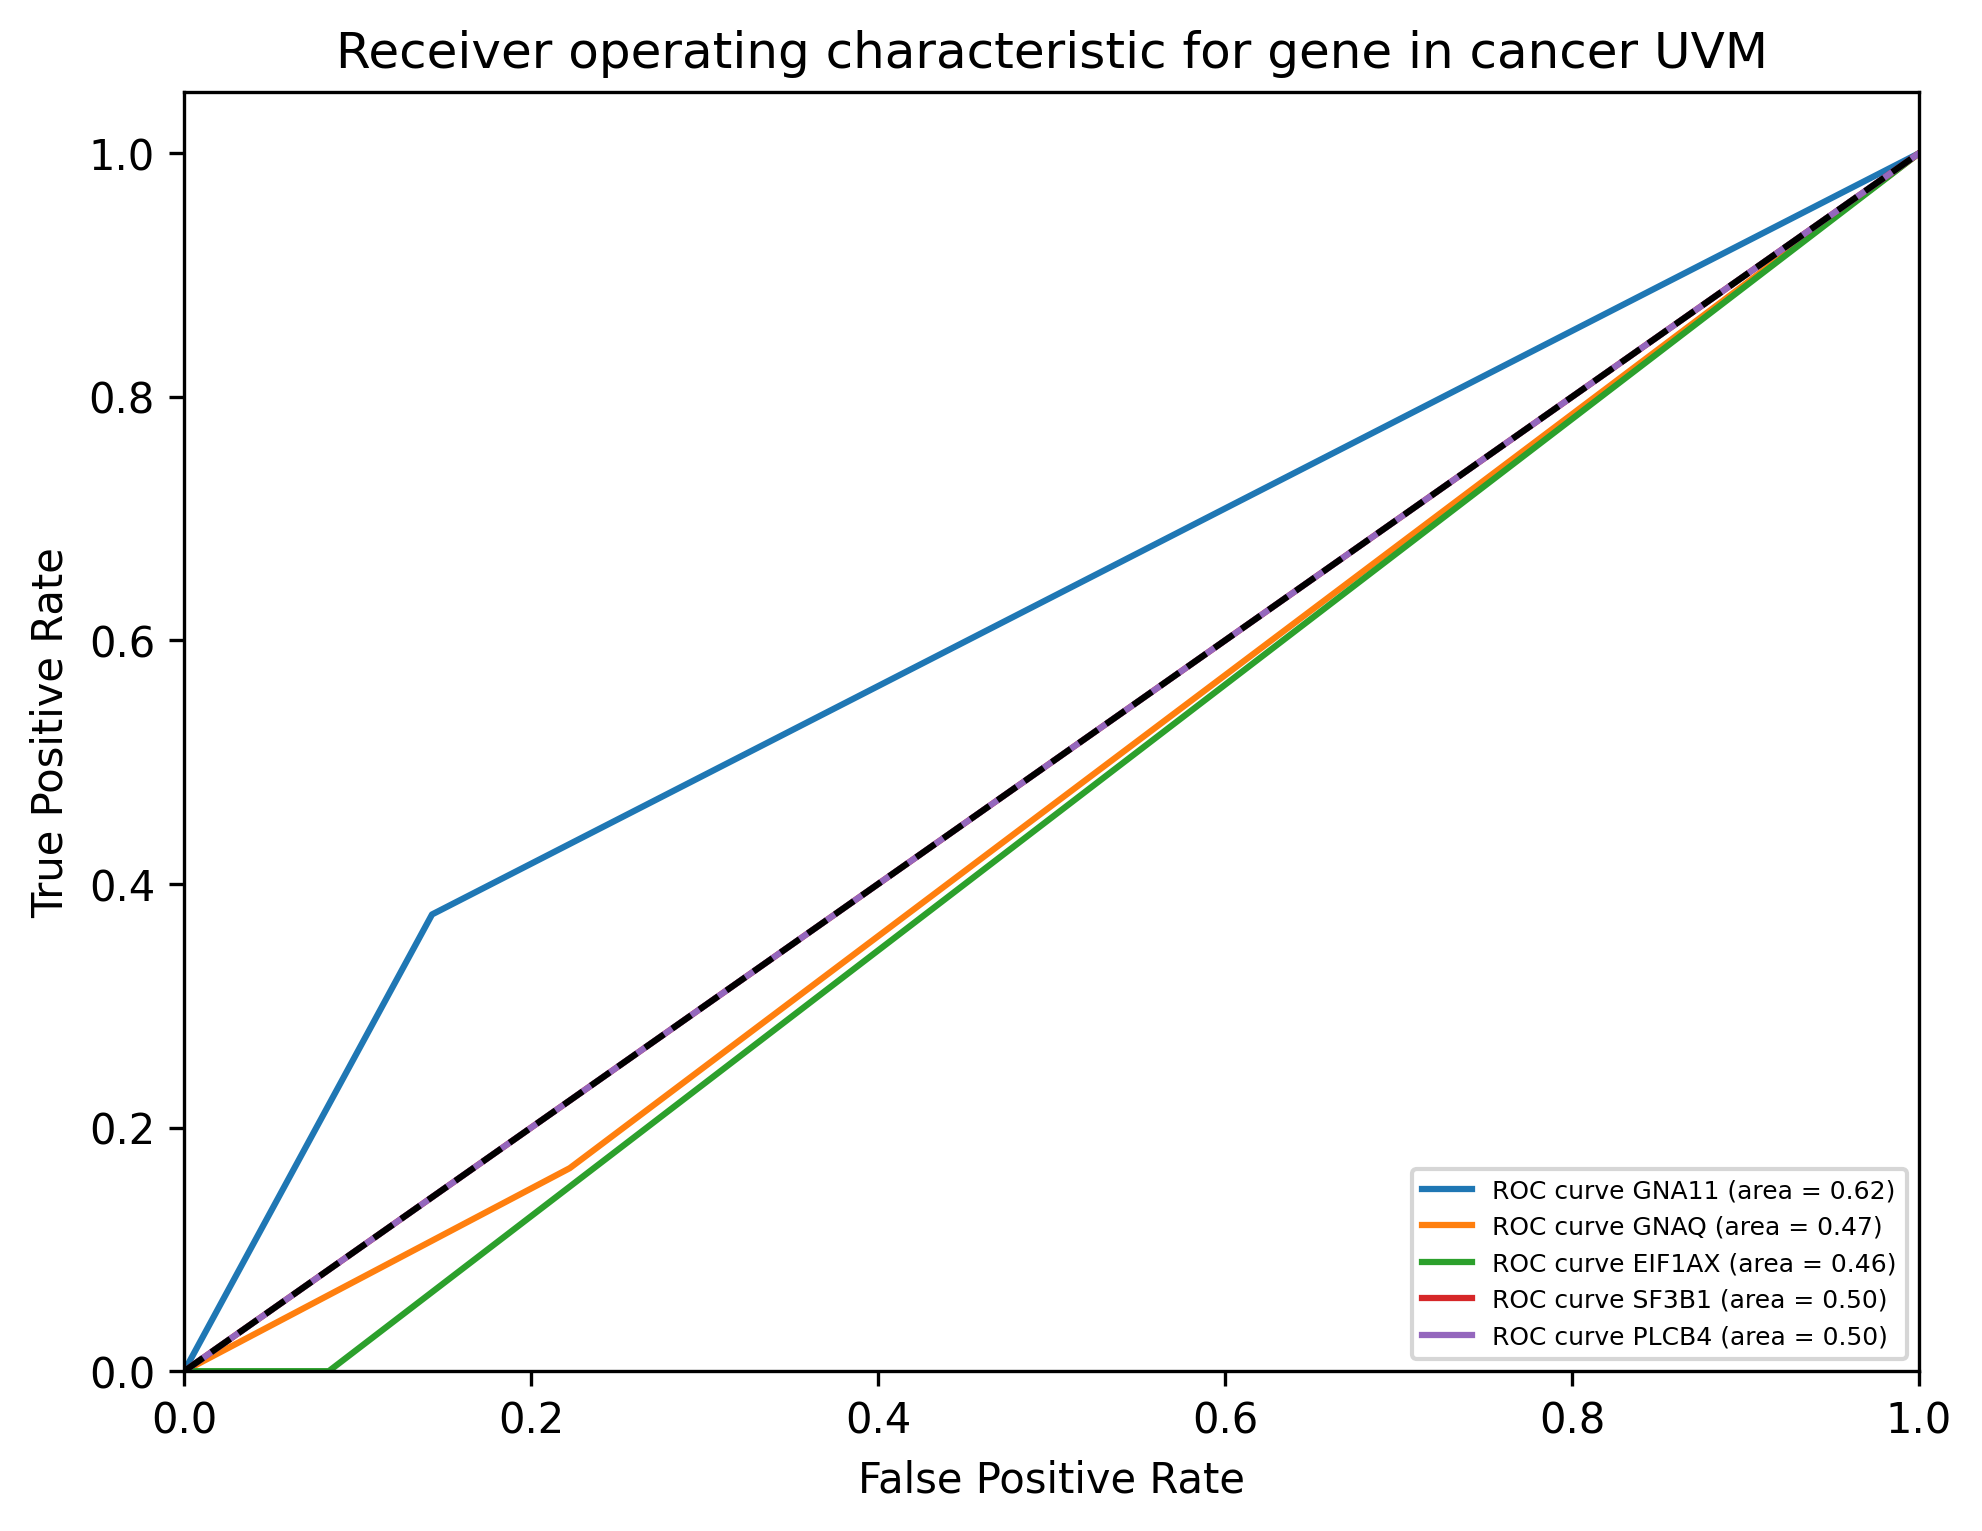 Receiver operating characteristic for gene in cancer UVM
1.0
0.8
0.6
0.4
0.2
0.0
True Positive Rate
0.0 0.2 0.4 0.6 0.8 1.0
False Positive Rate
ROC curve GNA11 (area = 0.62)
ROC curve GNAQ (area = 0.47)
ROC curve EIF1AX (area = 0.46)
ROC curve SF3B1 (area = 0.50)
ROC curve PLCB4 (area = 0.50)